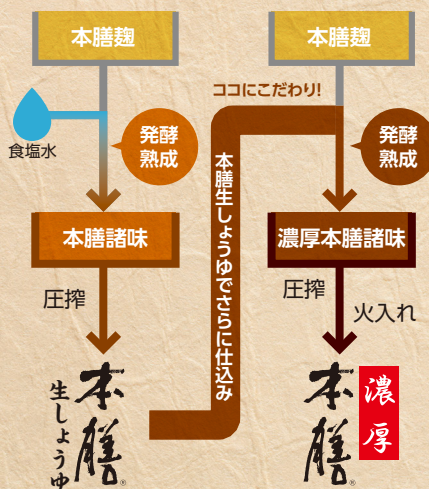 本膳麹
食塩水
発酵
熟成
本膳諸味
圧搾
本膳®
生しょうゆ
ココにこだわり!
本膳生しょうゆでさらに仕込み
本膳麹
発酵
熟成
濃厚本膳諸味
圧搾
火入れ
本膳®
濃厚